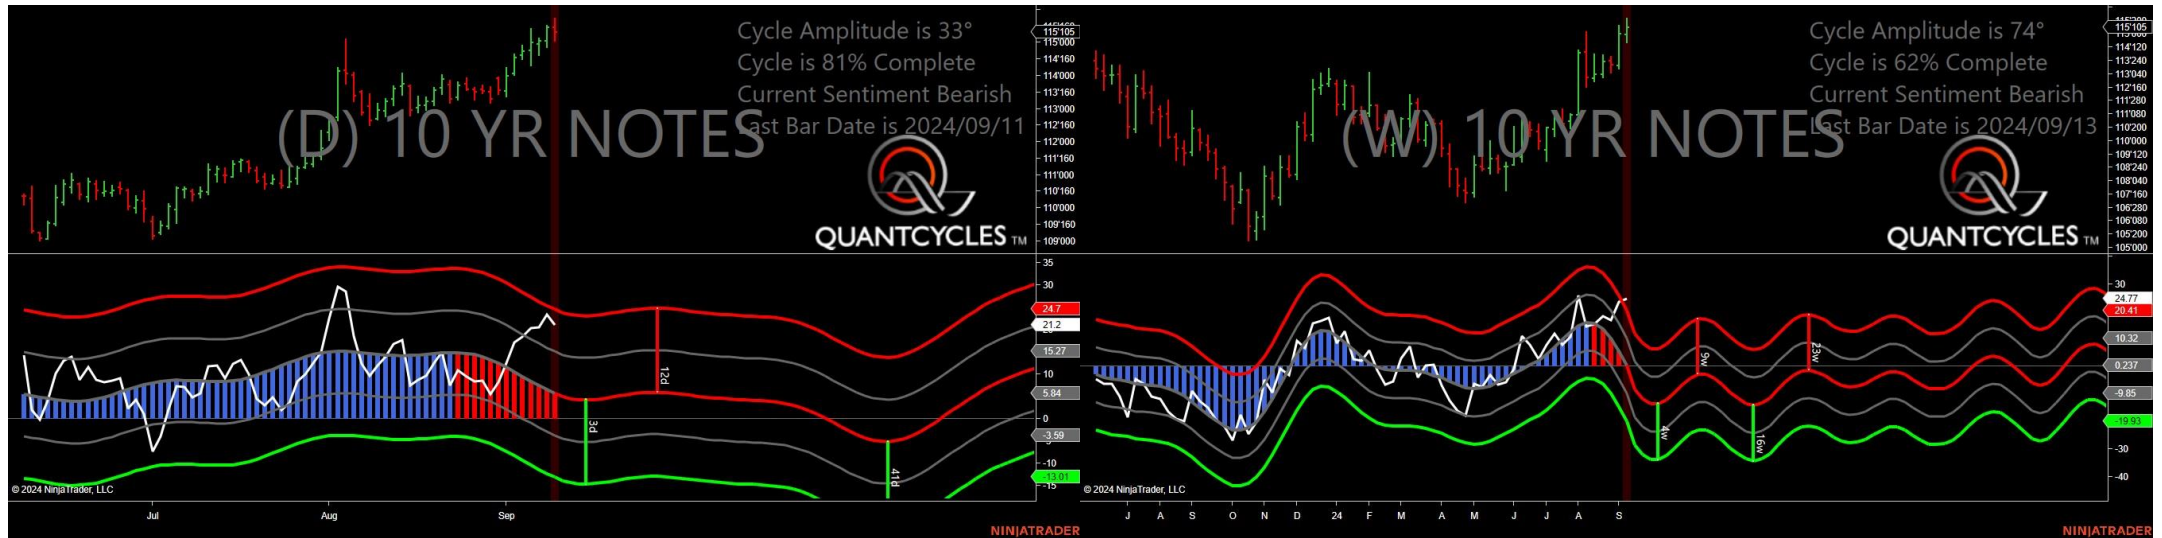 Cycle Amplitude is 33°
Cycle is 81% Complete
Current Sentiment Bearish
Last Bar Date is 2024/09/11
(D) 10 YR NOTES
QUANTCYCLES TM
115'105
115'000
114'160
114'000
113'160
113'000
112'160
112'000
111'160
111'000
110'160
110'000
109'160
109'000
35
30
24.7
21.2
15.27
10
5.84
0
-3.59
-10
-13.01
-15
12d
3d
41d
© 2024 NinjaTrader, LLC
Jul
Aug
Sep
NINJATRADER
Cycle Amplitude is 74°
Cycle is 62% Complete
Current Sentiment Bearish
Last Bar Date is 2024/09/13
(W) 10 YR NOTES
QUANTCYCLES TM
115'105
114'120
113'240
113'040
112'160
111'280
111'080
110'200
110'000
109'120
108'240
108'040
107'160
106'280
106'080
105'200
105'000
30
24.77
20.41
10.32
0.237
-9.85
-19.93
-30
-40
9w
23w
4w
16w
© 2024 NinjaTrader, LLC
J A S O N D 24 F M A M J J A S
NINJATRADER